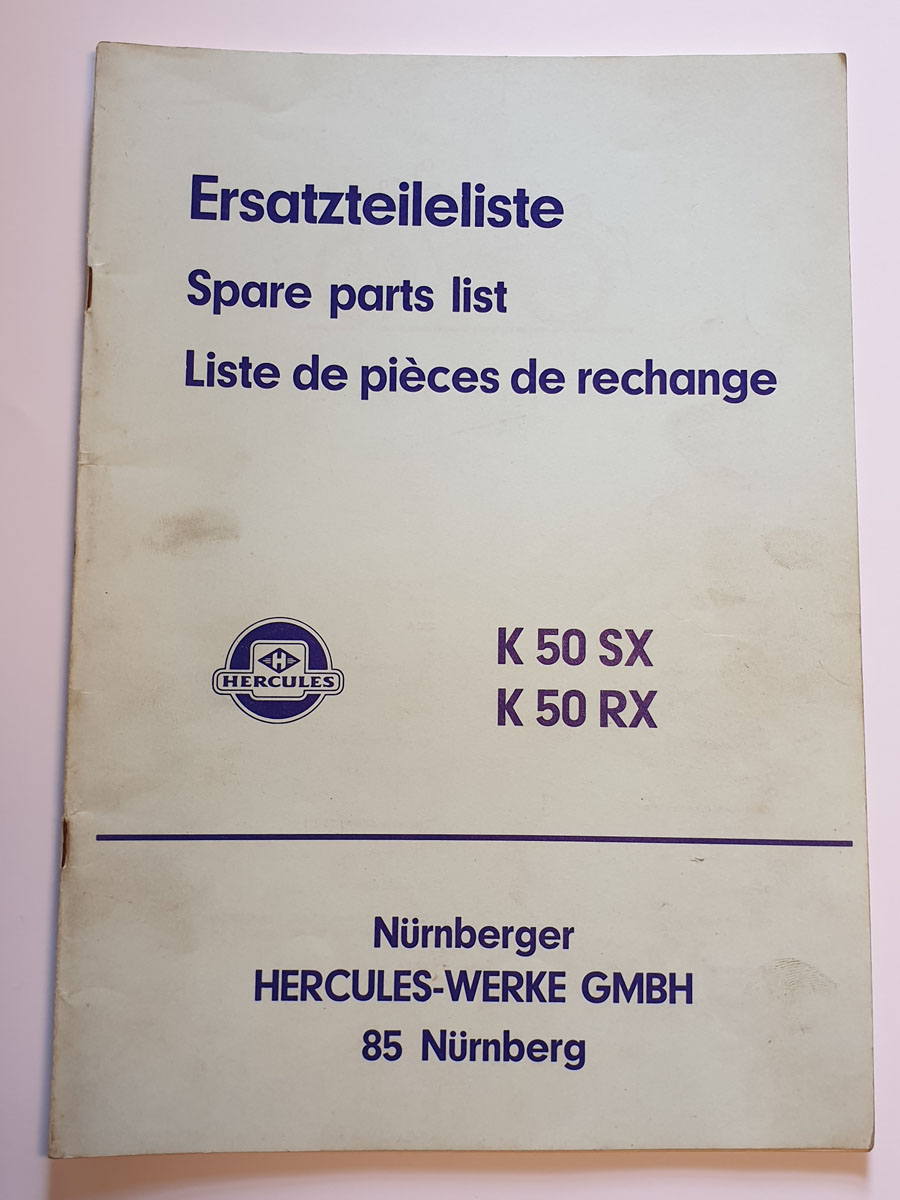 Ersatzteileliste
Spare parts list
Liste de pièces de rechange
H
HERCULES
K 50 SX
K 50 RX
Nürnberger
HERCULES-WERKE GMBH
85 Nürnberg